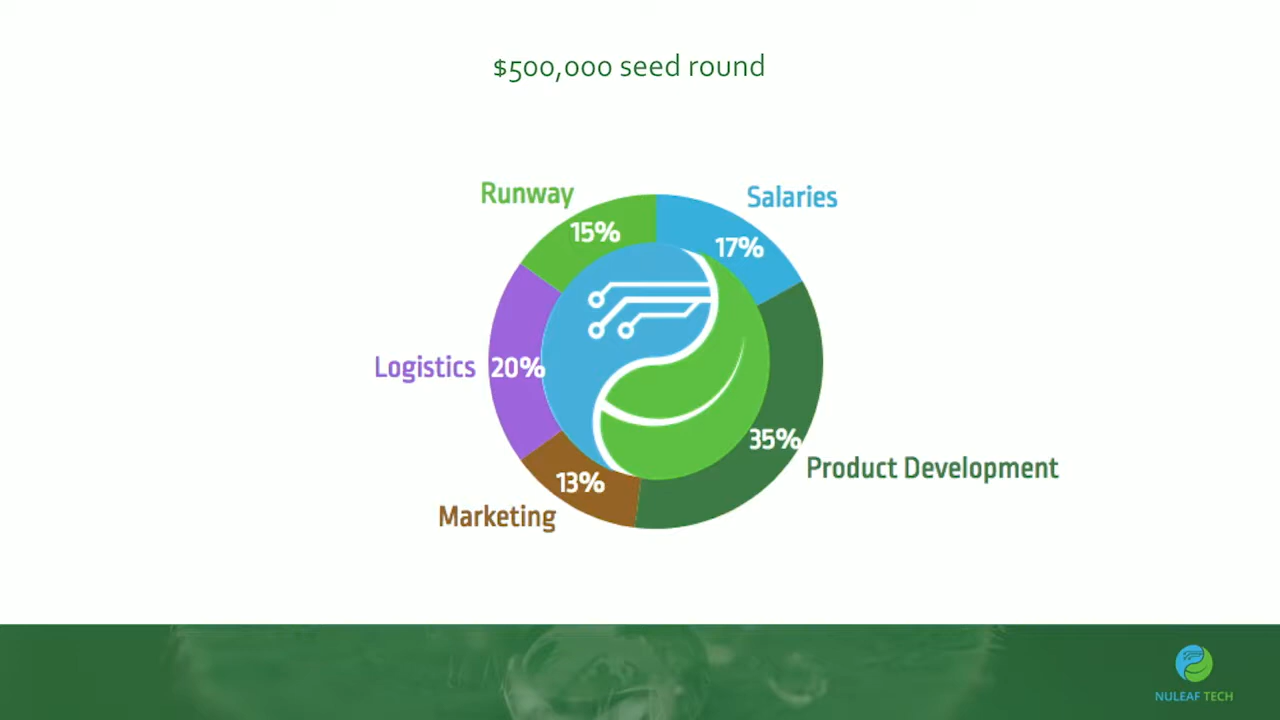 $500,000 seed round
Runway
Salaries
15%
17%
Logistics
20%
35%
Product Development
13%
Marketing
NULEAF TECH